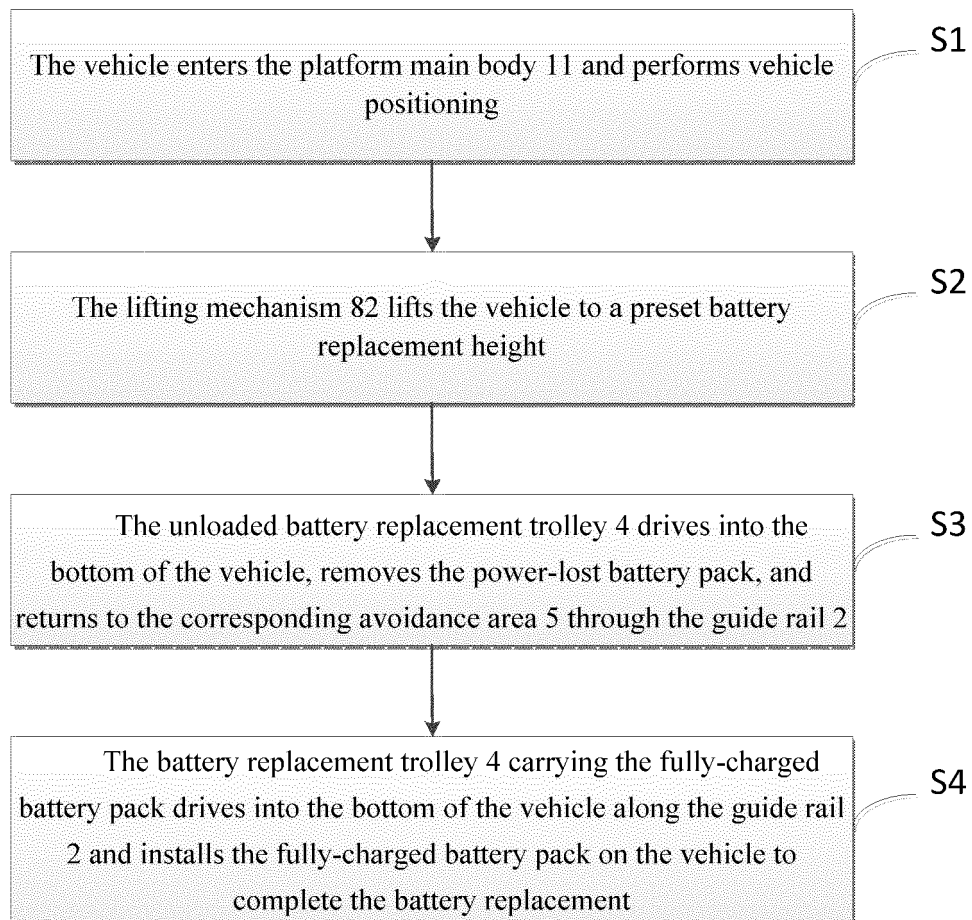 The vehicle enters the platform main body 11 and performs vehicle
positioning
S1
The lifting mechanism 82 lifts the vehicle to a preset battery
replacement height
S2
The unloaded battery replacement trolley 4 drives into the
bottom of the vehicle, removes the power-lost battery pack, and
returns to the corresponding avoidance area 5 through the guide rail 2
S3
The battery replacement trolley 4 carrying the fully-charged
battery pack drives into the bottom of the vehicle along the guide rail
2 and installs the fully-charged battery pack on the vehicle to
complete the battery replacement
S4